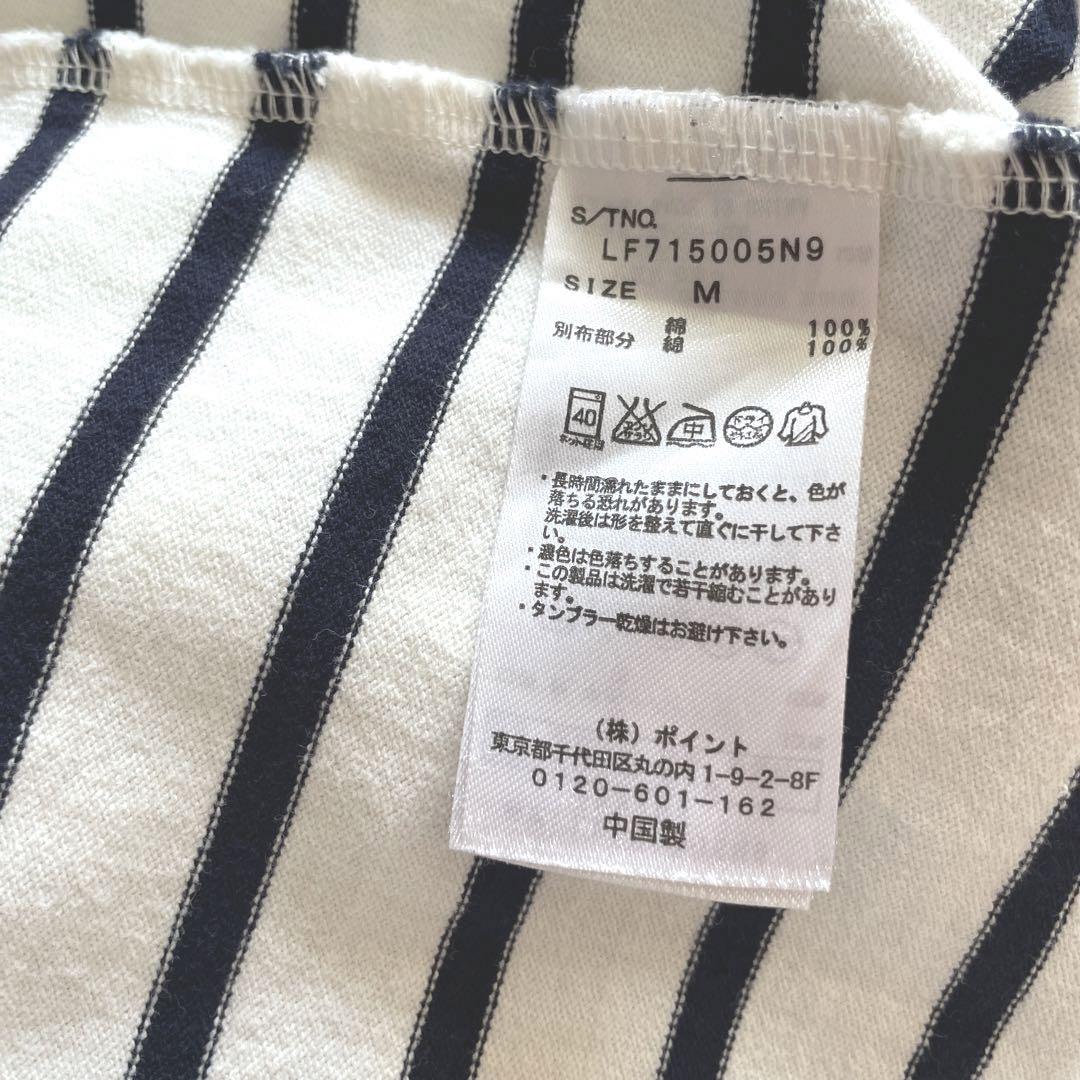 S/TNO.
LF715005N9
SIZE M
綿 100%
別布部分 綿 100%
40
ネット使用
中
・長時間濡れたままにしておくと、色が
落ちる恐れがあります。
洗濯後は形を整えて直ぐに干して下さ
い。
・濃色は色落ちすることがあります。
・この製品は洗濯で若干縮むことがあり
ます。
・タンブラー乾燥はお避け下さい。
(株)ポイント
東京都千代田区丸の内1-9-2-8F
0120-601-162
中国製